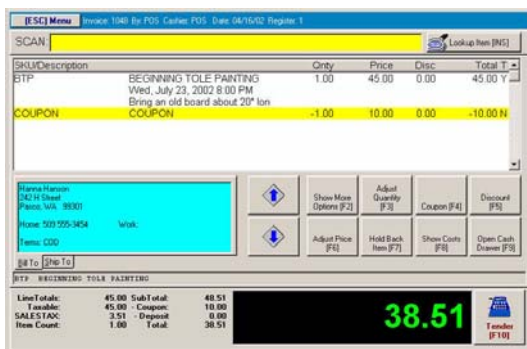 [ESC] Menu Invoice: 1048 By: POS Cashier: POS Date: 04/16/02 Register: 1
SCAN: Lookup Item [INS]
SKU/Description Qnty Price Disc Total T
BTP BEGINNING TOLE PAINTING 1.00 45.00 0.00 45.00 Y
Wed, July 23, 2002 8:00 PM
Bring an old board about 20" lon
COUPON COUPON -1.00 10.00 0.00 -10.00 N
Hanna Hanson
242 H Street
Pasco, WA 99301
Home: 509 555-3454 Work:
Terms: COD
Show More Options [F2]
Adjust Quantity [F3]
Coupon [F4]
Discount [F5]
Adjust Price [F6]
Hold Back Item [F7]
Show Costs [F8]
Open Cash Drawer [F9]
Bill To Ship To
BTP BEGINNING TOLE PAINTING
LineTotals: 45.00 SubTotal: 48.51
Taxable: 45.00 - Coupon: 10.00
SALESTAX: 3.51 - Deposit 0.00
Item Count: 1.00 Total: 38.51
38.51
Tender [F10]